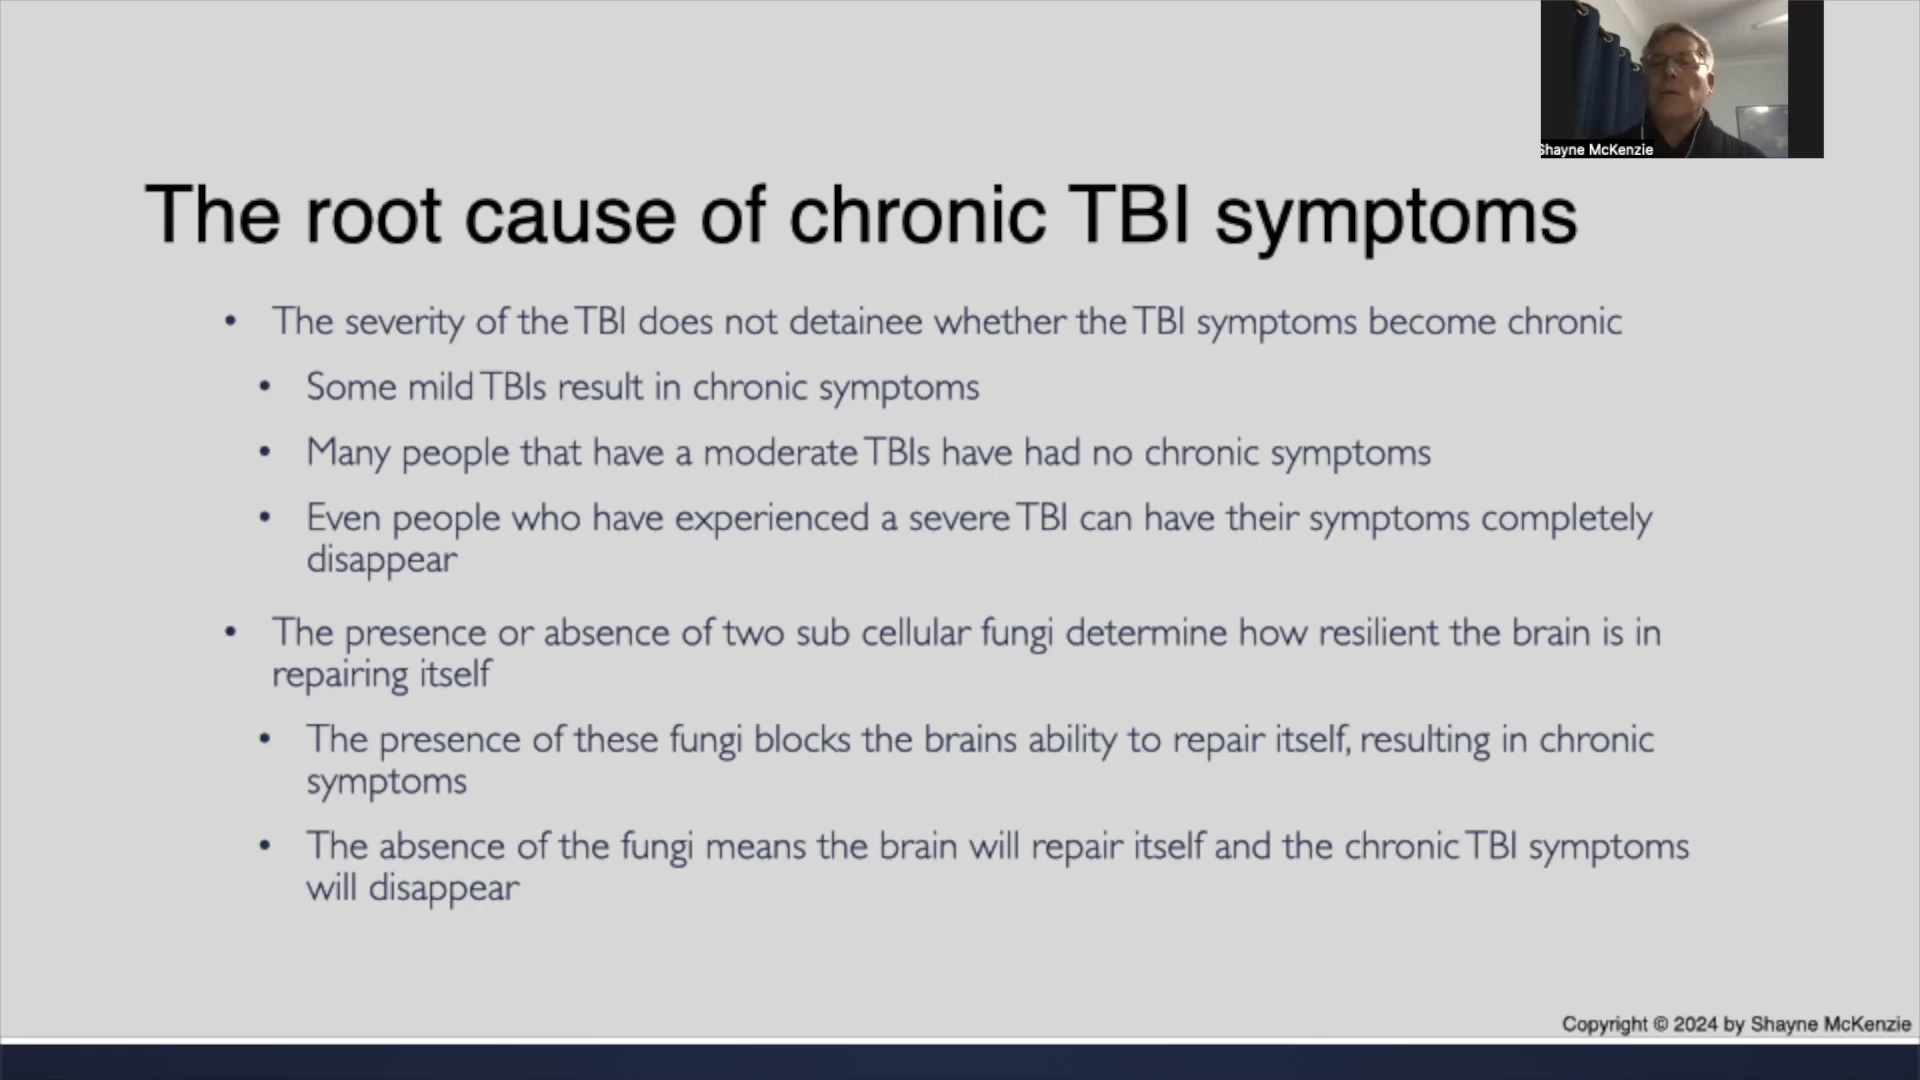 Shayne McKenzie
The root cause of chronic TBI symptoms
• The severity of the TBI does not detainee whether the TBI symptoms become chronic
• Some mild TBIs result in chronic symptoms
• Many people that have a moderate TBIs have had no chronic symptoms
• Even people who have experienced a severe TBI can have their symptoms completely
disappear
• The presence or absence of two sub cellular fungi determine how resilient the brain is in
repairing itself
• The presence of these fungi blocks the brains ability to repair itself, resulting in chronic
symptoms
• The absence of the fungi means the brain will repair itself and the chronic TBI symptoms
will disappear
Copyright © 2024 by Shayne McKenzie